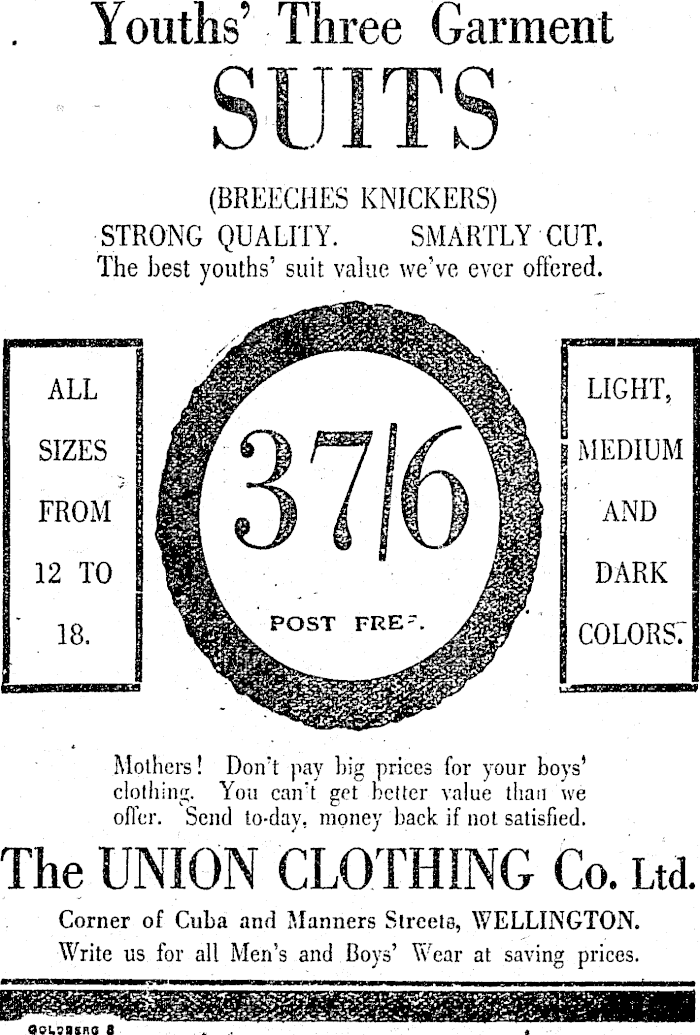 Youths' Three Garment
SUITS
(BREECHES KNICKERS)
STRONG QUALITY. SMARTLY CUT.
The best youths' suit value we've ever offered.
ALL
SIZES
FROM
12 TO
18.
37/6
POST FREE.
LIGHT,
MEDIUM
AND
DARK
COLORS.
Mothers! Don't pay big prices for your boys'
clothing. You can't get better value than we
offer. Send to-day, money back if not satisfied.
The UNION CLOTHING Co. Ltd.
Corner of Cuba and Manners Streets, WELLINGTON.
Write us for all Men's and Boys' Wear at saving prices.
GOLDBERG 8